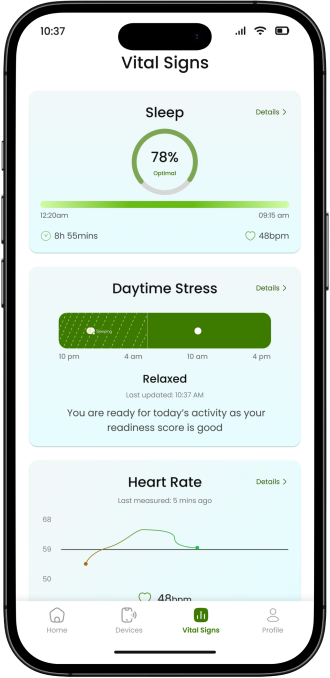 10:37
Vital Signs
Sleep
Details
78%
Optimal
12:20am 09:15 am
8h 55mins 48bpm
Daytime Stress
Details
Sleeping
10 pm 4 am 10 am 4 pm
Relaxed
Last updated: 10:37 AM
You are ready for today's activity as your
readiness score is good
Heart Rate
Details
Last measured: 5 mins ago
68
59
50
48bpm
Home Devices Vital Signs Profile